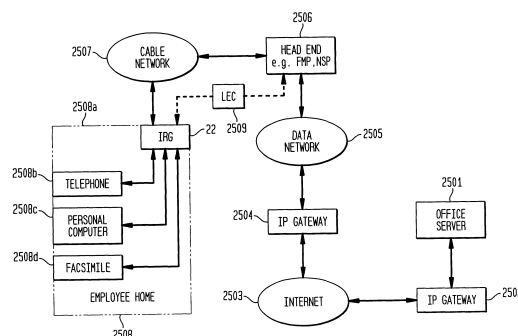 2506
2507
CABLE
NETWORK
HEAD END
e.g. FMP,NSP
LEC
2508a
2509
IRG
22
DATA
NETWORK
2505
2508b
TELEPHONE
2501
2508c
PERSONAL
COMPUTER
2504
IP GATEWAY
OFFICE
SERVER
2508d
FACSIMILE
2503
INTERNET
IP GATEWAY
EMPLOYEE HOME
2508